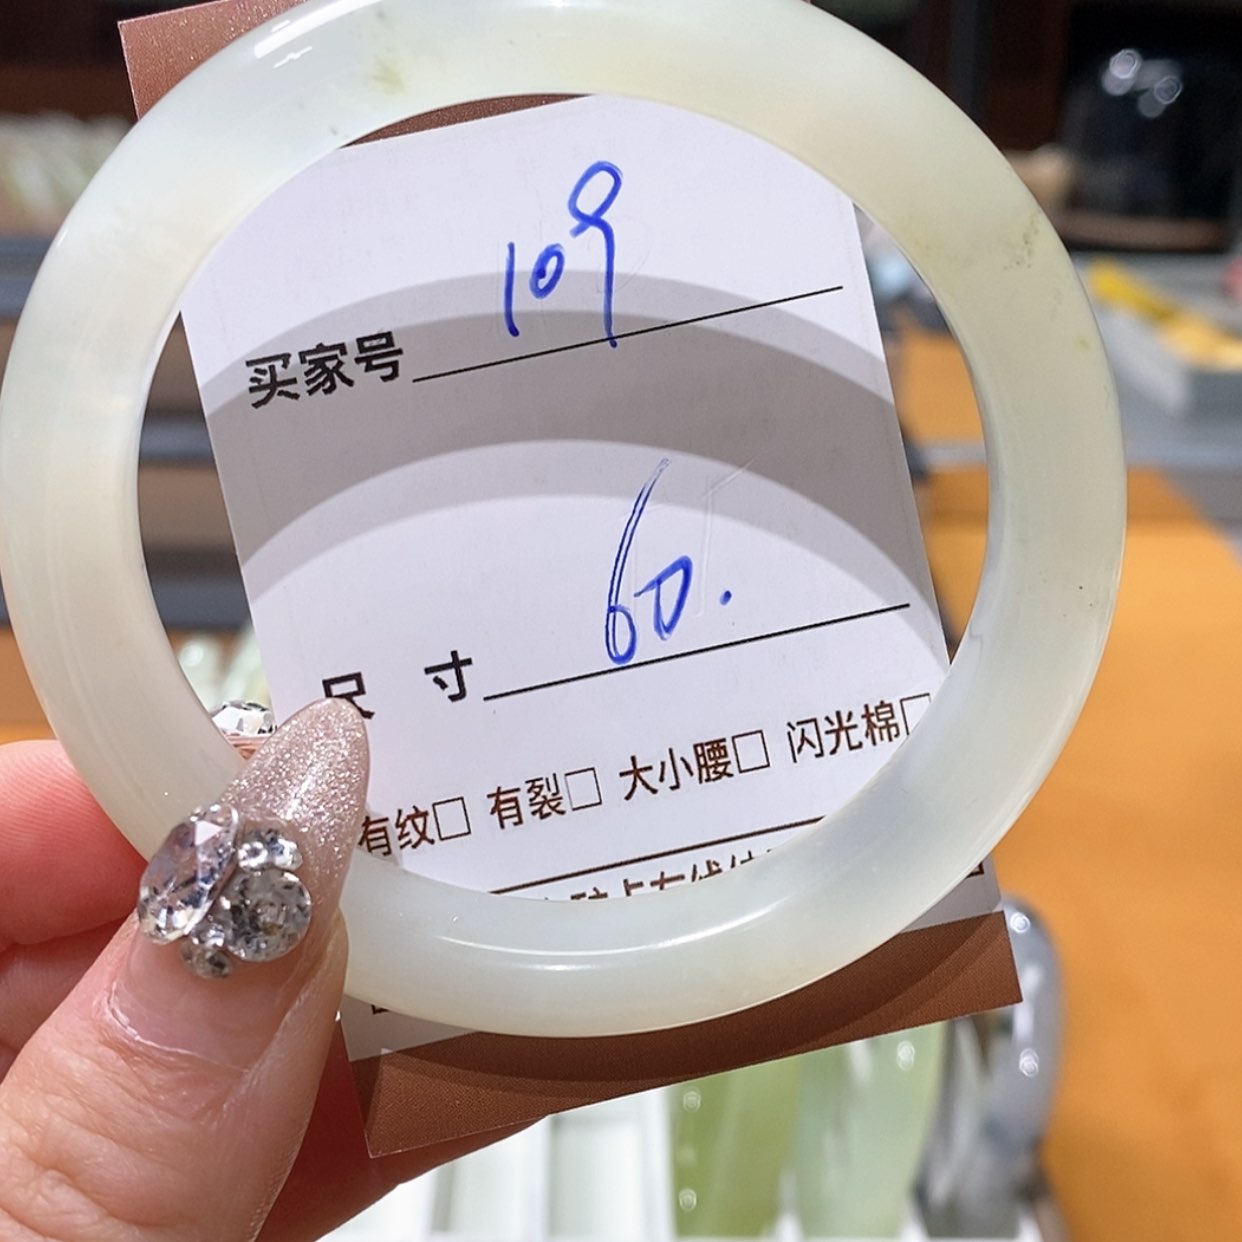 买家号 109
尺 寸 60.
有纹□ 有裂□ 大小腰□ 闪光棉□